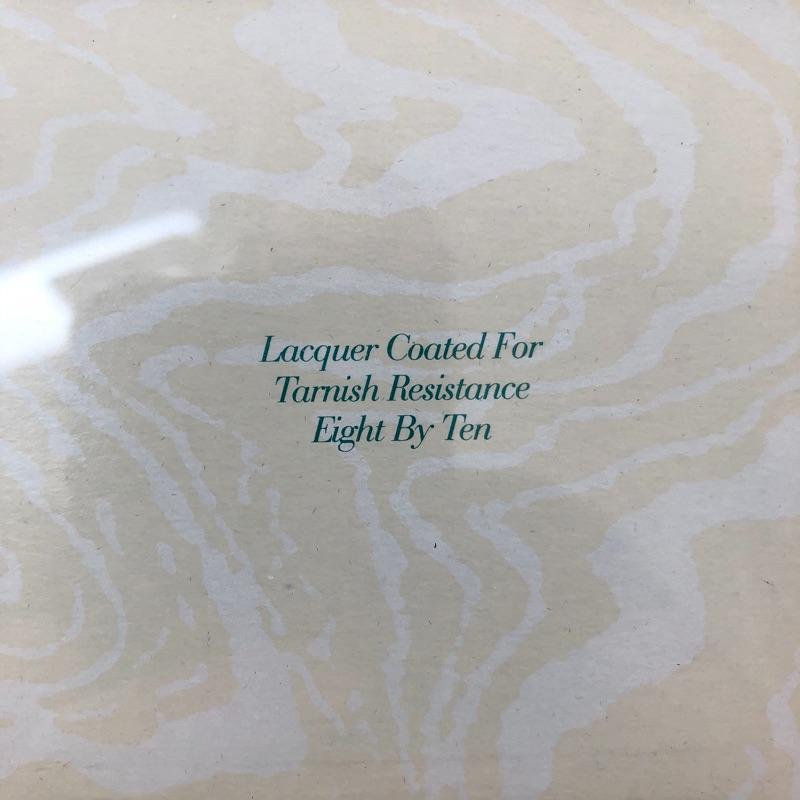 Lacquer Coated For
Tarnish Resistance
Eight By Ten